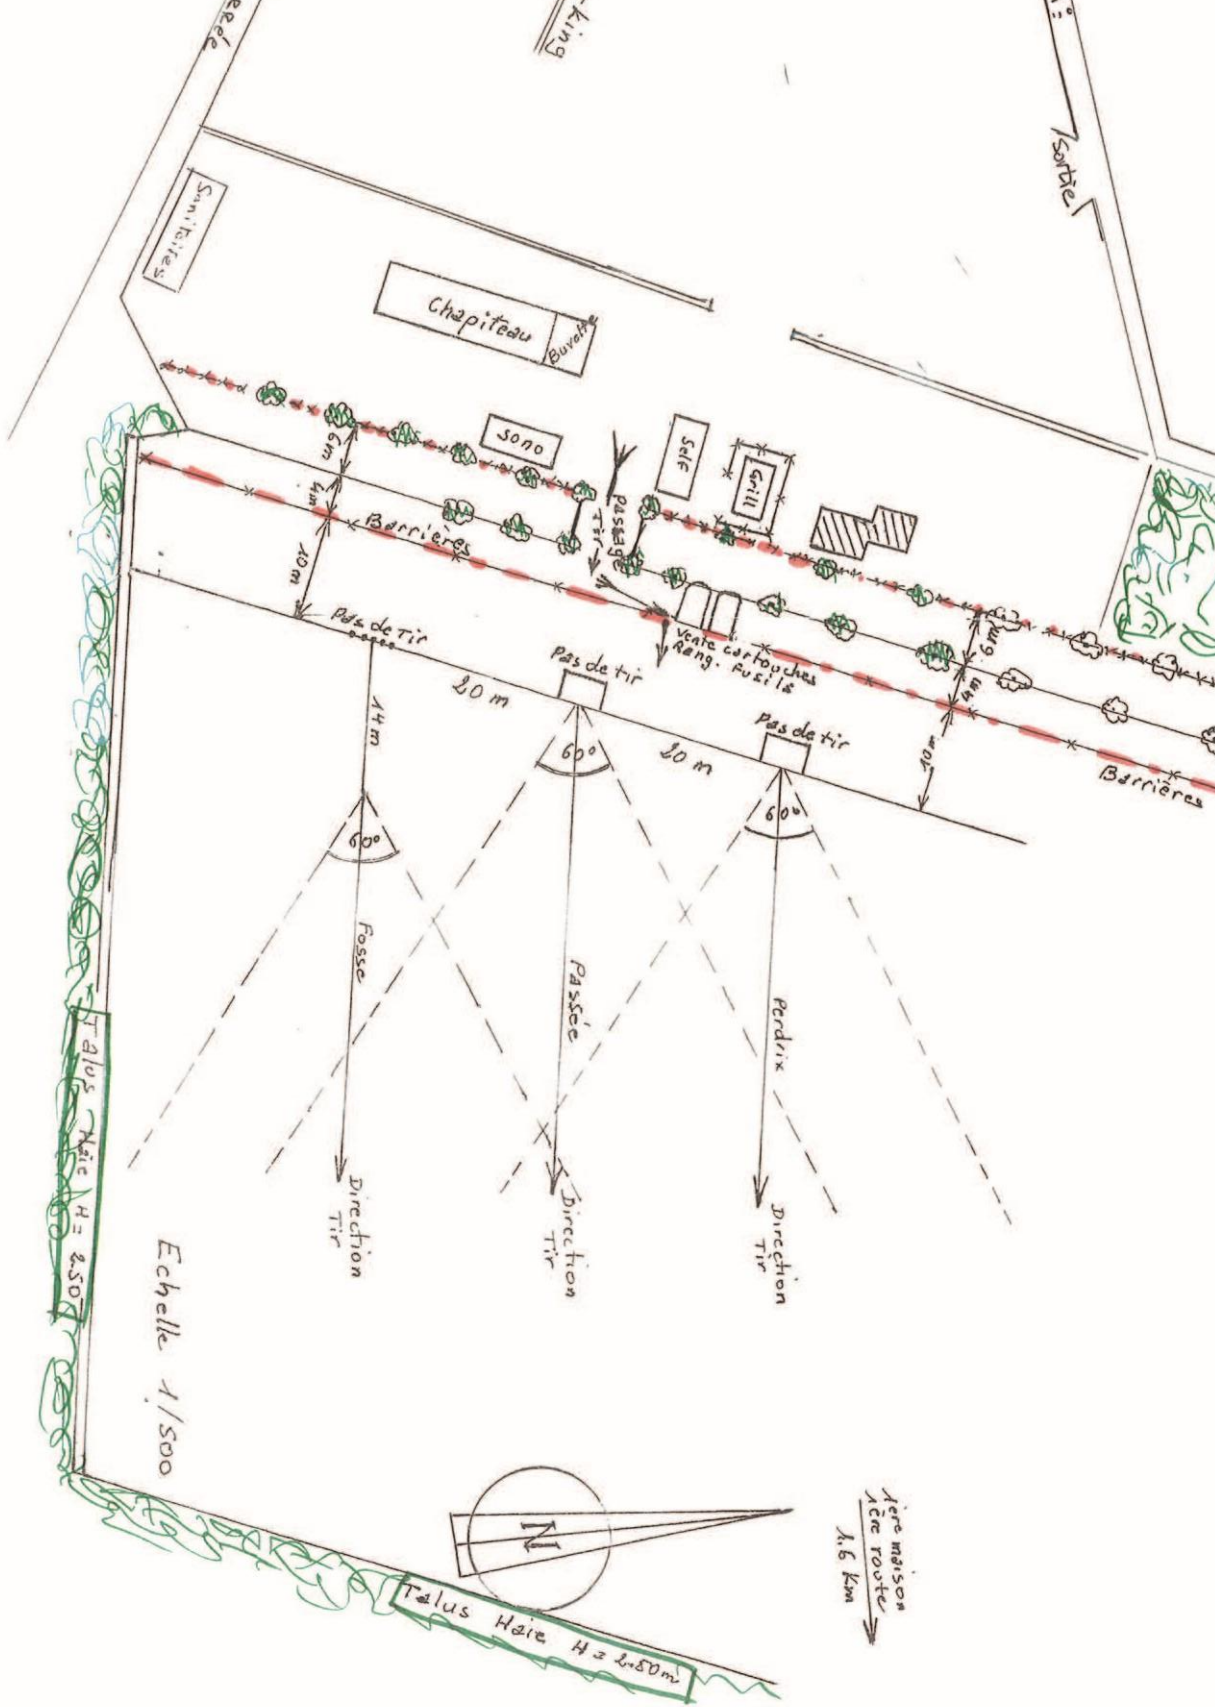 king
Sortie
Sanitaires
Chapiteau
Buvette
6m
4m
10m
Sono
Self
Grill
Passage
Tir
Barrières
Vente cartouches
Rang. Fusils
6m
4m
10m
Barrières
Pas de Tir
20 m
Pas de tir
20 m
Pas de tir
14m
60°
60°
60°
Fosse
Passée
Perdrix
Direction
Tir
Direction
Tir
Direction
Tir
Talus Haie H = 2.50
Echelle 1/500
N
1ère maison
1ère route
1.6 Km
Talus Haie H = 2.50m